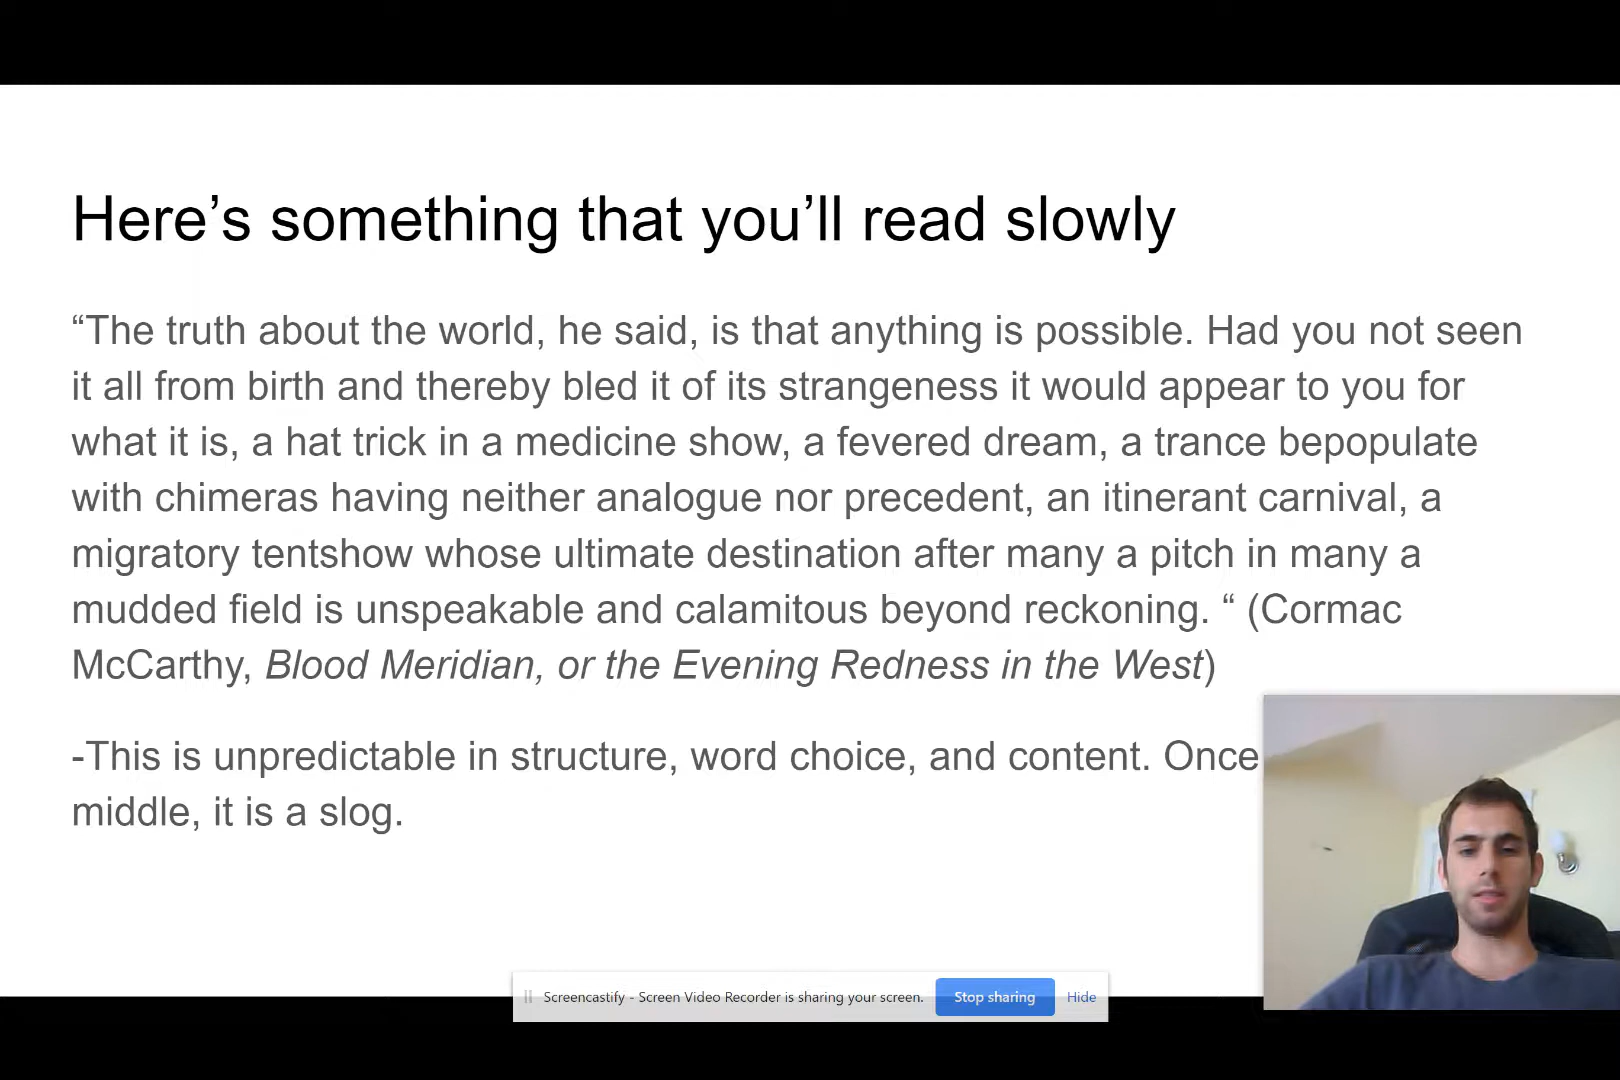 Here’s something that you’ll read slowly
“The truth about the world, he said, is that anything is possible. Had you not seen
it all from birth and thereby bled it of its strangeness it would appear to you for
what it is, a hat trick in a medicine show, a fevered dream, a trance bepopulate
with chimeras having neither analogue nor precedent, an itinerant carnival, a
migratory tentshow whose ultimate destination after many a pitch in many a
mudded field is unspeakable and calamitous beyond reckoning. “ (Cormac
McCarthy, Blood Meridian, or the Evening Redness in the West)
-This is unpredictable in structure, word choice, and content. Once
middle, it is a slog.
Screencastify - Screen Video Recorder is sharing your screen. Stop sharing Hide